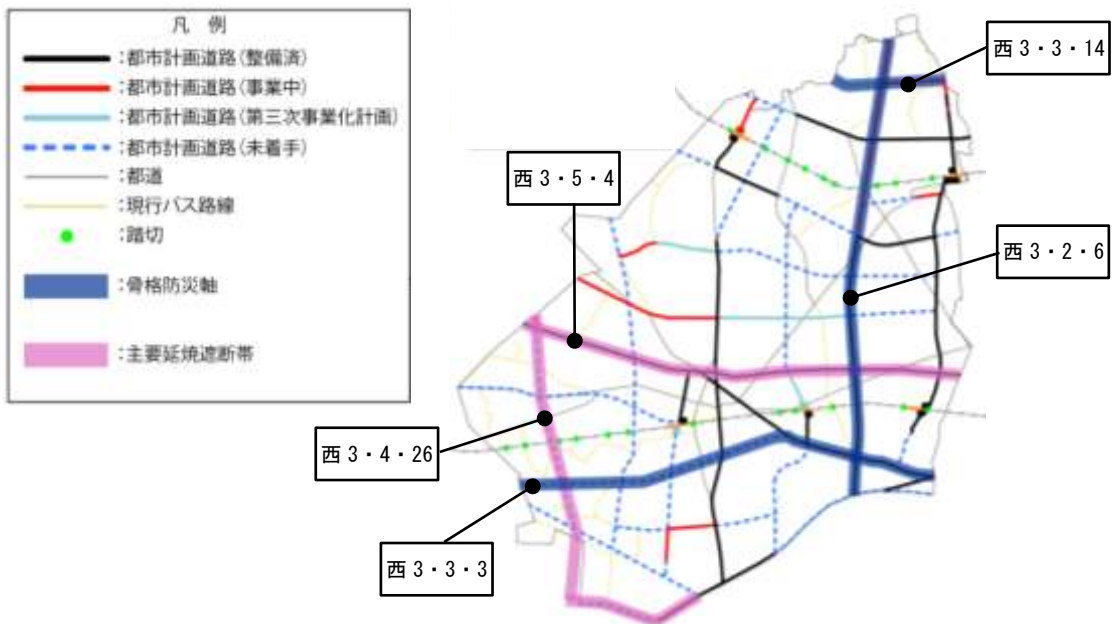 凡 例
:都市計画道路(整備済)
:都市計画道路(事業中)
:都市計画道路(第三次事業化計画)
:都市計画道路(未着手)
:都道
:現行バス路線
:踏切
:骨格防災軸
:主要延焼遮断帯
西3・3・14
西3・5・4
西3・2・6
西3・4・26
西3・3・3